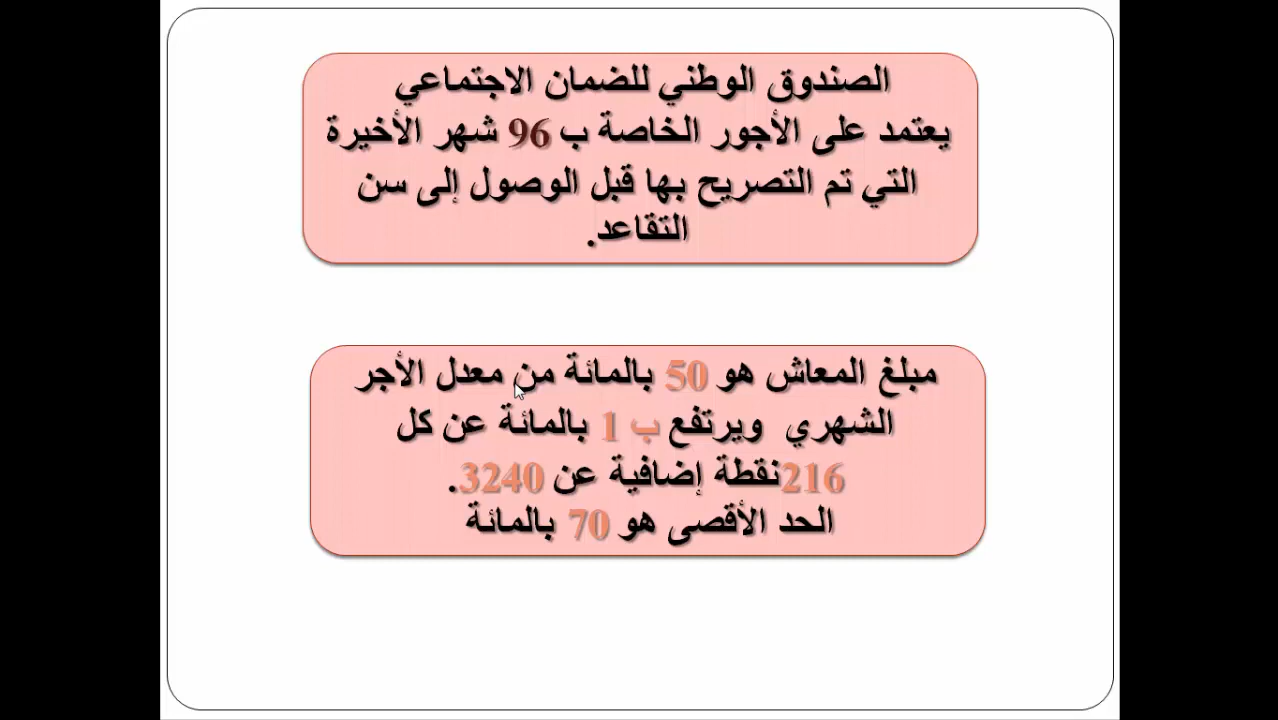 الصندوق الوطني للضمان الاجتماعي
يعتمد على الأجور الخاصة ب 96 شهر الأخيرة
التي تم التصريح بها قبل الوصول إلى سن
التقاعد.
مبلغ المعاش هو 50 بالمائة من معدل الأجر
الشهري ويرتفع ب 1 بالمائة عن كل
216نقطة إضافية عن 3240.
الحد الأقصى هو 70 بالمائة